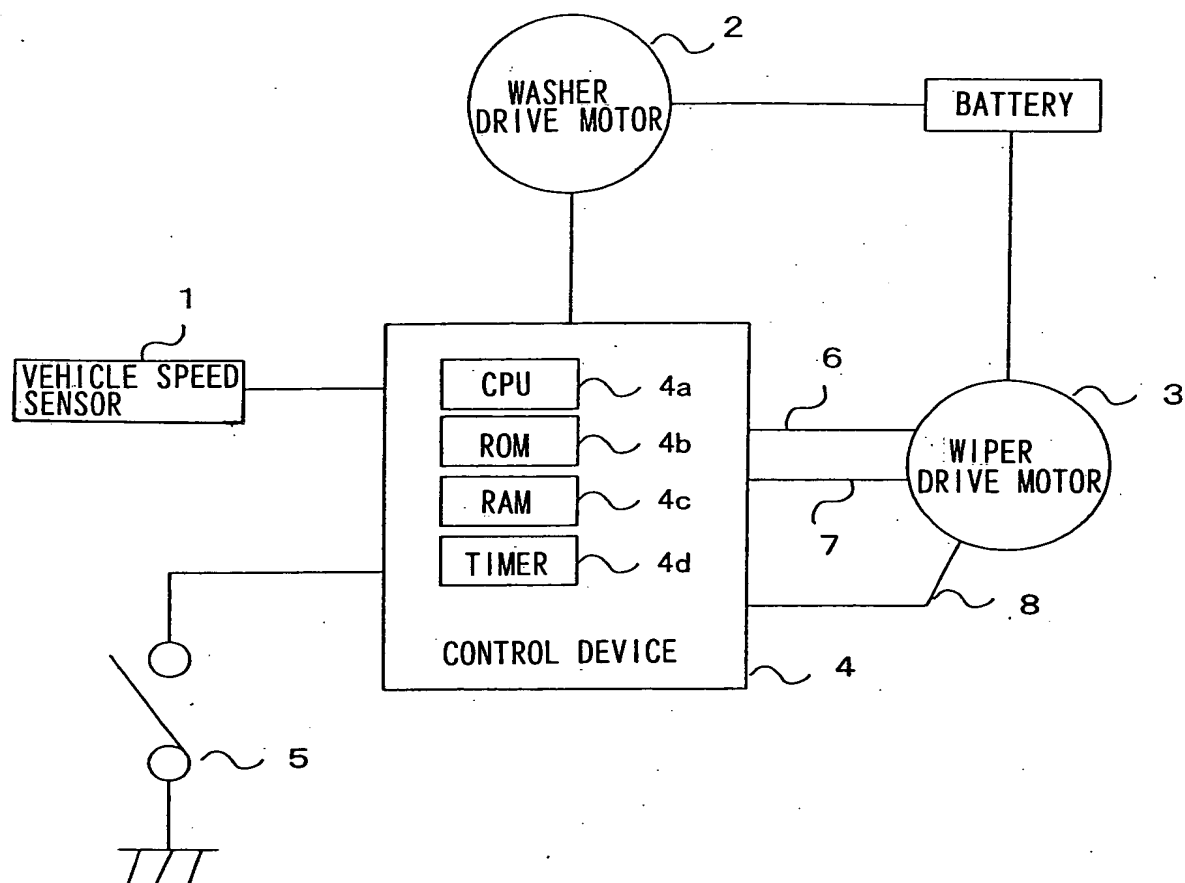 2
WASHER
DRIVE MOTOR
BATTERY
1
VEHICLE SPEED
SENSOR
CPU
4a
ROM
4b
RAM
4c
TIMER
4d
CONTROL DEVICE
4
6
7
8
3
WIPER
DRIVE MOTOR
5